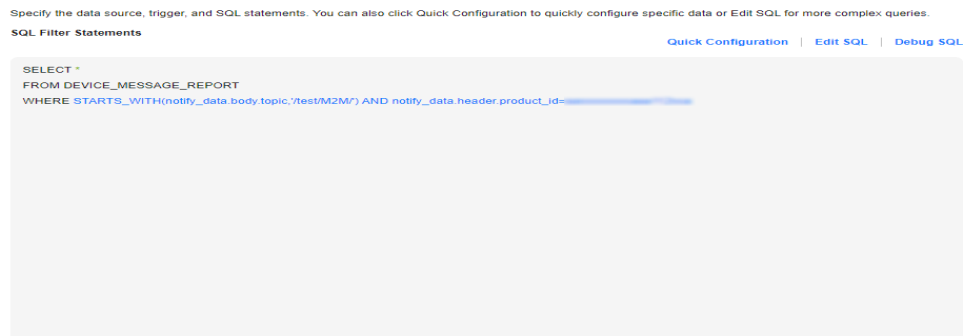 Specify the data source, trigger, and SQL statements. You can also click Quick Configuration to quickly configure specific data or Edit SQL for more complex queries.
SQL Filter Statements
Quick Configuration | Edit SQL | Debug SQL
SELECT *
FROM DEVICE_MESSAGE_REPORT
WHERE STARTS_WITH(notify_data.body.topic,'/test/M2M/') AND notify_data.header.product_id=